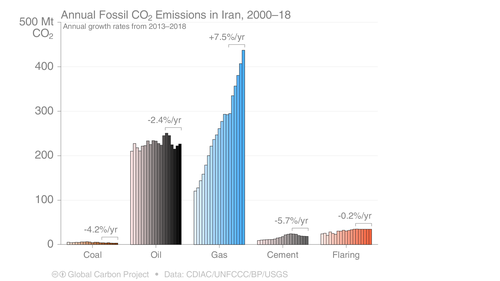 Annual Fossil CO₂ Emissions in Iran, 2000–18
Annual growth rates from 2013–2018
500 Mt
CO₂
400
300
200
100
0
-4.2%/yr
-2.4%/yr
+7.5%/yr
-5.7%/yr
-0.2%/yr
Coal
Oil
Gas
Cement
Flaring
Global Carbon Project • Data: CDIAC/UNFCCC/BP/USGS